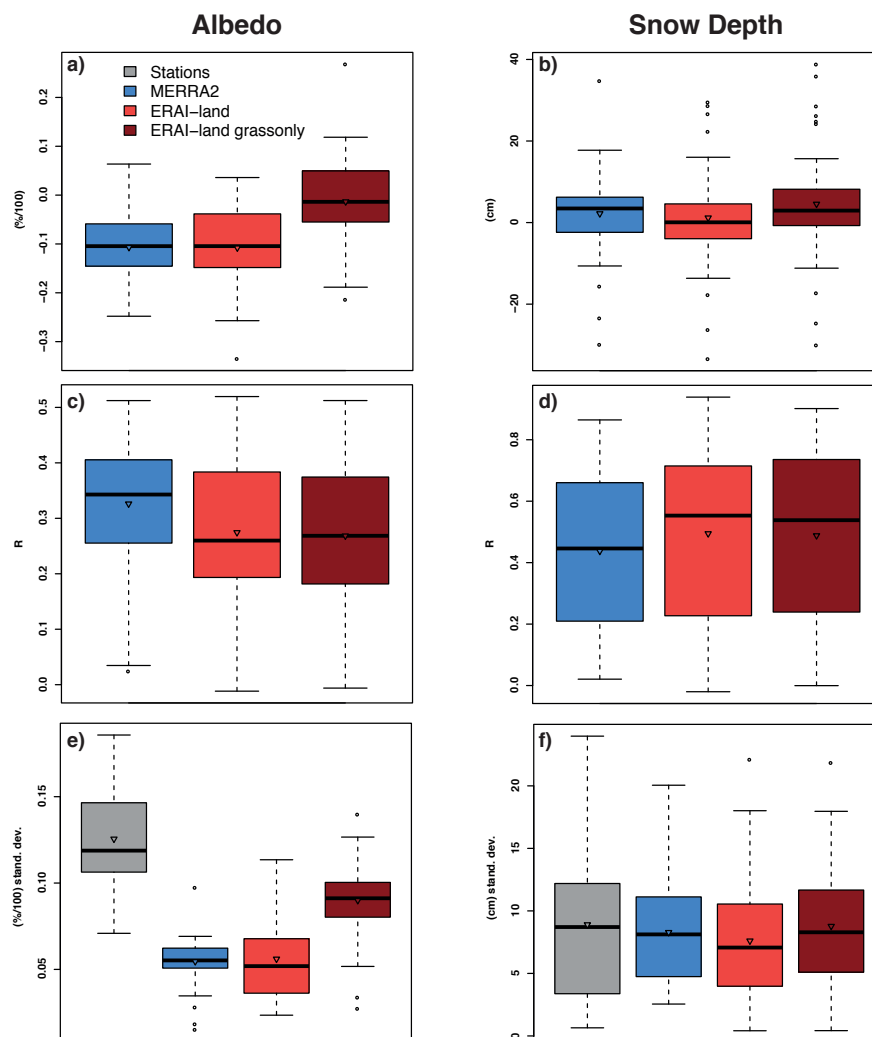 Albedo
Snow Depth
a)
Stations
MERRA2
ERAI−land
ERAI−land grassonly
(%/100)
0.2
0.1
0.0
−0.1
−0.2
−0.3
b)
(cm)
40
20
0
−20
c)
R
0.5
0.4
0.3
0.2
0.1
0.0
d)
R
0.8
0.6
0.4
0.2
0.0
e)
(%/100) stand. dev.
0.15
0.10
0.05
f)
(cm) stand. dev.
20
15
10
5
0